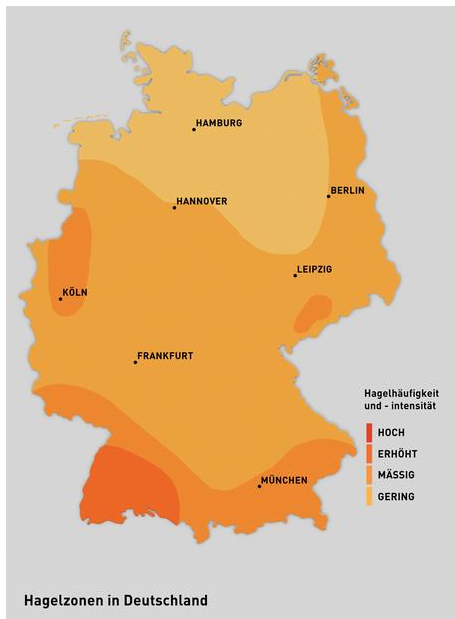 HAMBURG
BERLIN
HANNOVER
LEIPZIG
KÖLN
FRANKFURT
Hagelhäufigkeit
und - intensität
HOCH
ERHÖHT
MÄSSIG
MÜNCHEN
GERING
Hagelzonen in Deutschland